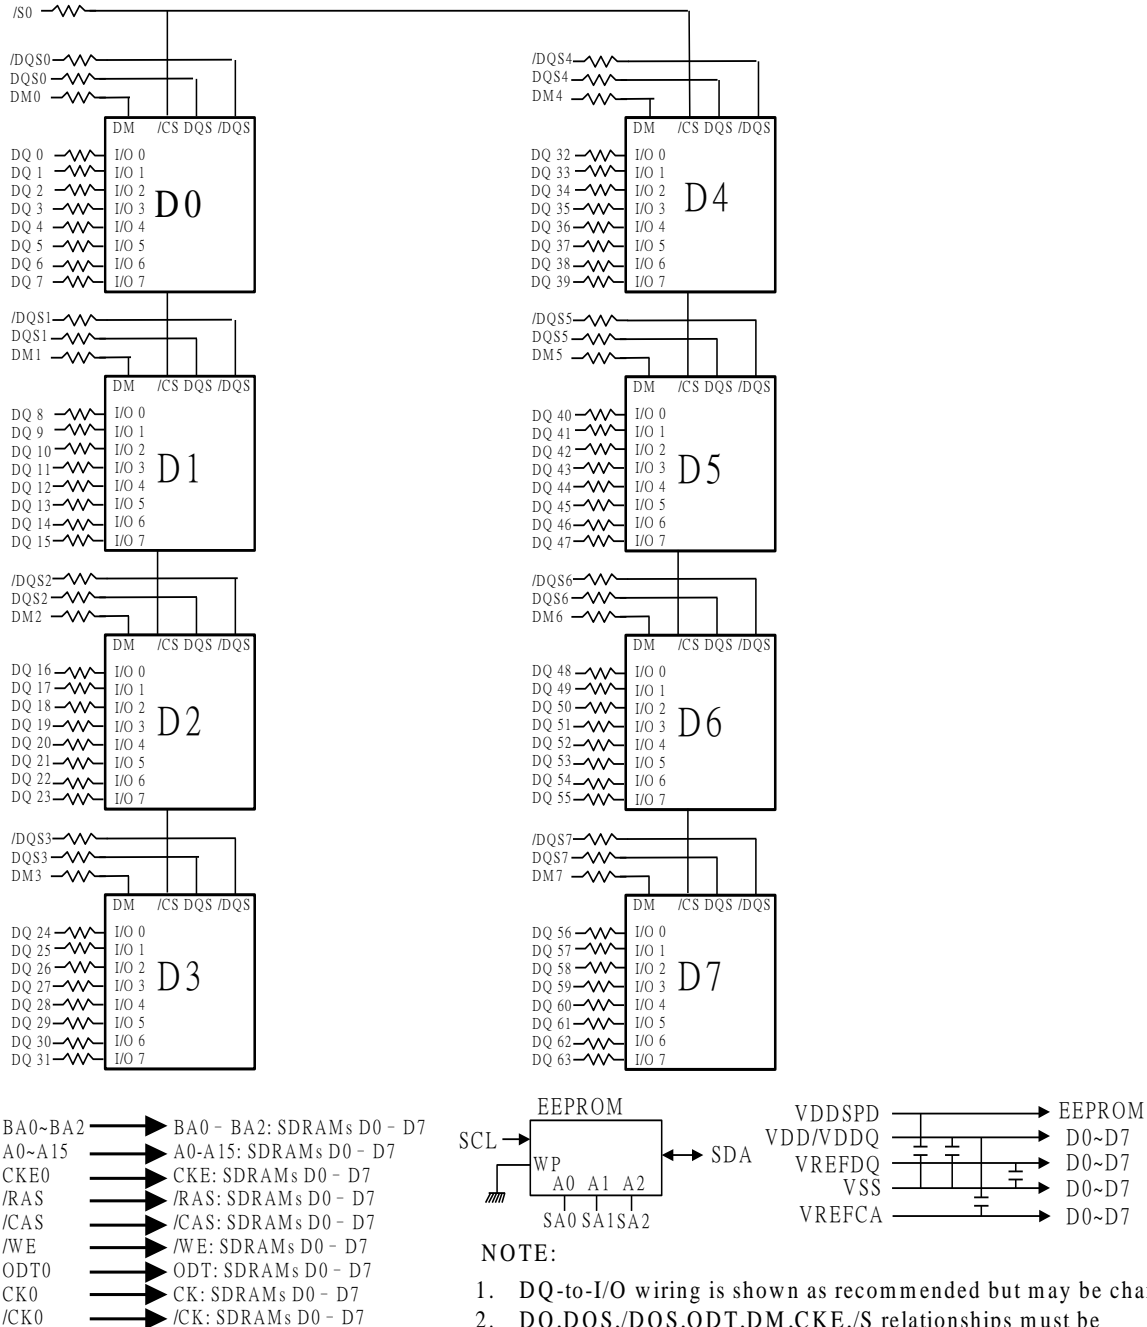 /S0
/DQS0
DQS0
DM0
DM /CS DQS /DQS
DQ 0 I/O 0
DQ 1 I/O 1
DQ 2 I/O 2
DQ 3 I/O 3
DQ 4 I/O 4
DQ 5 I/O 5
DQ 6 I/O 6
DQ 7 I/O 7
D0
/DQS1
DQS1
DM1
DM /CS DQS /DQS
DQ 8 I/O 0
DQ 9 I/O 1
DQ 10 I/O 2
DQ 11 I/O 3
DQ 12 I/O 4
DQ 13 I/O 5
DQ 14 I/O 6
DQ 15 I/O 7
D1
/DQS2
DQS2
DM2
DM /CS DQS /DQS
DQ 16 I/O 0
DQ 17 I/O 1
DQ 18 I/O 2
DQ 19 I/O 3
DQ 20 I/O 4
DQ 21 I/O 5
DQ 22 I/O 6
DQ 23 I/O 7
D2
/DQS3
DQS3
DM3
DM /CS DQS /DQS
DQ 24 I/O 0
DQ 25 I/O 1
DQ 26 I/O 2
DQ 27 I/O 3
DQ 28 I/O 4
DQ 29 I/O 5
DQ 30 I/O 6
DQ 31 I/O 7
D3
/DQS4
DQS4
DM4
DM /CS DQS /DQS
DQ 32 I/O 0
DQ 33 I/O 1
DQ 34 I/O 2
DQ 35 I/O 3
DQ 36 I/O 4
DQ 37 I/O 5
DQ 38 I/O 6
DQ 39 I/O 7
D4
/DQS5
DQS5
DM5
DM /CS DQS /DQS
DQ 40 I/O 0
DQ 41 I/O 1
DQ 42 I/O 2
DQ 43 I/O 3
DQ 44 I/O 4
DQ 45 I/O 5
DQ 46 I/O 6
DQ 47 I/O 7
D5
/DQS6
DQS6
DM6
DM /CS DQS /DQS
DQ 48 I/O 0
DQ 49 I/O 1
DQ 50 I/O 2
DQ 51 I/O 3
DQ 52 I/O 4
DQ 53 I/O 5
DQ 54 I/O 6
DQ 55 I/O 7
D6
/DQS7
DQS7
DM7
DM /CS DQS /DQS
DQ 56 I/O 0
DQ 57 I/O 1
DQ 58 I/O 2
DQ 59 I/O 3
DQ 60 I/O 4
DQ 61 I/O 5
DQ 62 I/O 6
DQ 63 I/O 7
D7
BA0~BA2 BA0 - BA2: SDRAMs D0 - D7
A0~A15 A0-A15: SDRAMs D0 - D7
CKE0 CKE: SDRAMs D0 - D7
/RAS /RAS: SDRAMs D0 - D7
/CAS /CAS: SDRAMs D0 - D7
/WE /WE: SDRAMs D0 - D7
ODT0 ODT: SDRAMs D0 - D7
CK0 CK: SDRAMs D0 - D7
/CK0 /CK: SDRAMs D0 - D7
EEPROM
SCL SDA
WP
A0 A1 A2
SA0 SA1 SA2
VDDSPD EEPROM
VDD/VDDQ D0~D7
VREFDQ D0~D7
VSS D0~D7
VREFCA D0~D7
NOTE:
1. DQ-to-I/O wiring is shown as recommended but may be cha
2. DQ,DQS,/DQS,ODT,DM,CKE,/S relationships must be